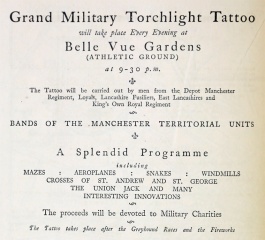 Grand Military Torchlight Tattoo
will take place Every Evening at
Belle Vue Gardens
(ATHLETIC GROUND)
at 9-30 p.m.
The Tattoo will be carried out by men from the Depot Manchester
Regiment, Loyals, Lancashire Fusiliers, East Lancashires and
King's Own Royal Regiment
BANDS OF THE MANCHESTER TERRITORIAL UNITS
A Splendid Programme
including
MAZES : AEROPLANES : SNAKES : WINDMILLS
CROSSES OF ST. ANDREW AND ST. GEORGE
THE UNION JACK AND MANY
INTERESTING INNOVATIONS
The proceeds will be devoted to Military Charities
The Tattoo takes place after the Greyhound Races and the Fireworks